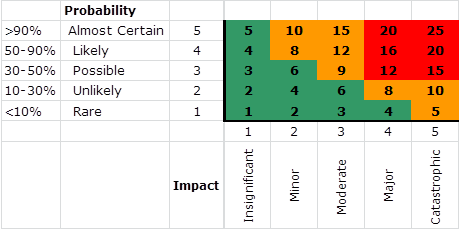 Probability
>90% Almost Certain 5 5 10 15 20 25
50-90% Likely 4 4 8 12 16 20
30-50% Possible 3 3 6 9 12 15
10-30% Unlikely 2 2 4 6 8 10
<10% Rare 1 1 2 3 4 5
1 2 3 4 5
Impact Insignificant Minor Moderate Major Catastrophic